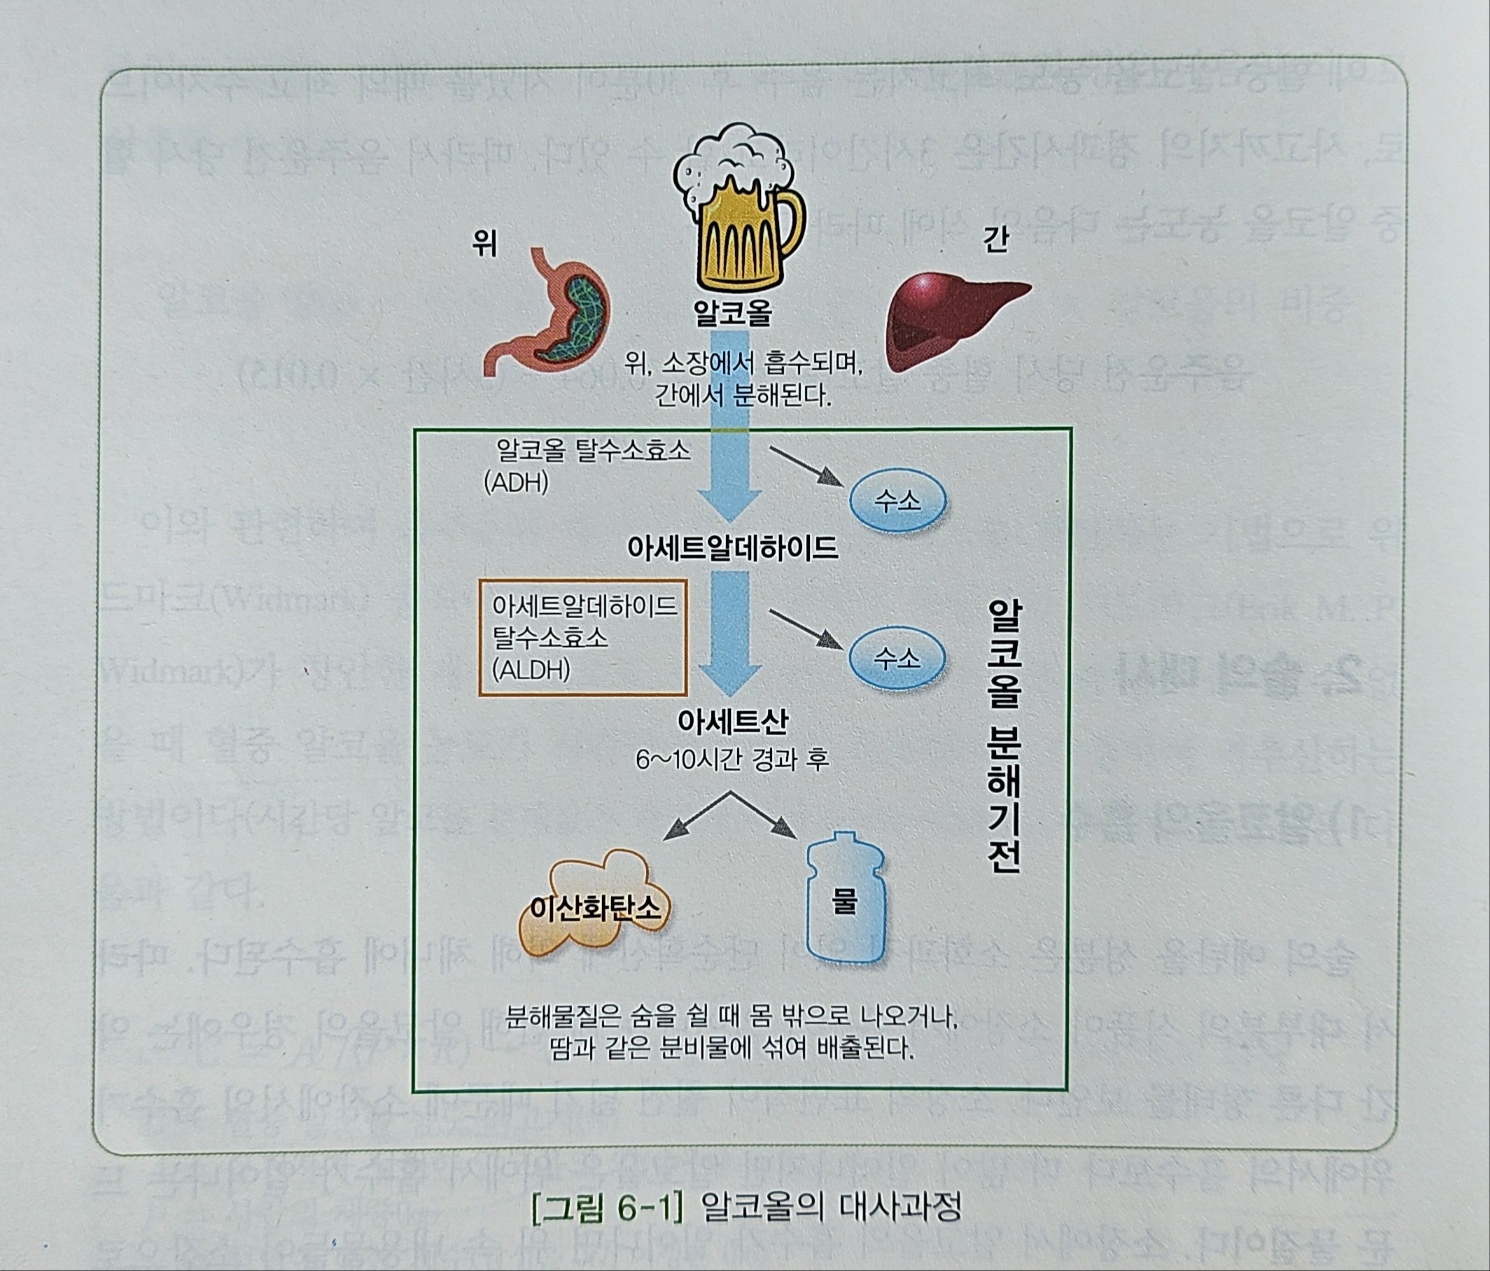 위
간
알코올
위, 소장에서 흡수되며,
간에서 분해된다.
알코올 탈수소효소
(ADH)
수소
아세트알데하이드
아세트알데하이드
탈수소효소
(ALDH)
수소
알코올 분해기전
아세트산
6~10시간 경과 후
이산화탄소
물
분해물질은 숨을 쉴 때 몸 밖으로 나오거나,
땀과 같은 분비물에 섞여 배출된다.
[그림 6-1] 알코올의 대사과정